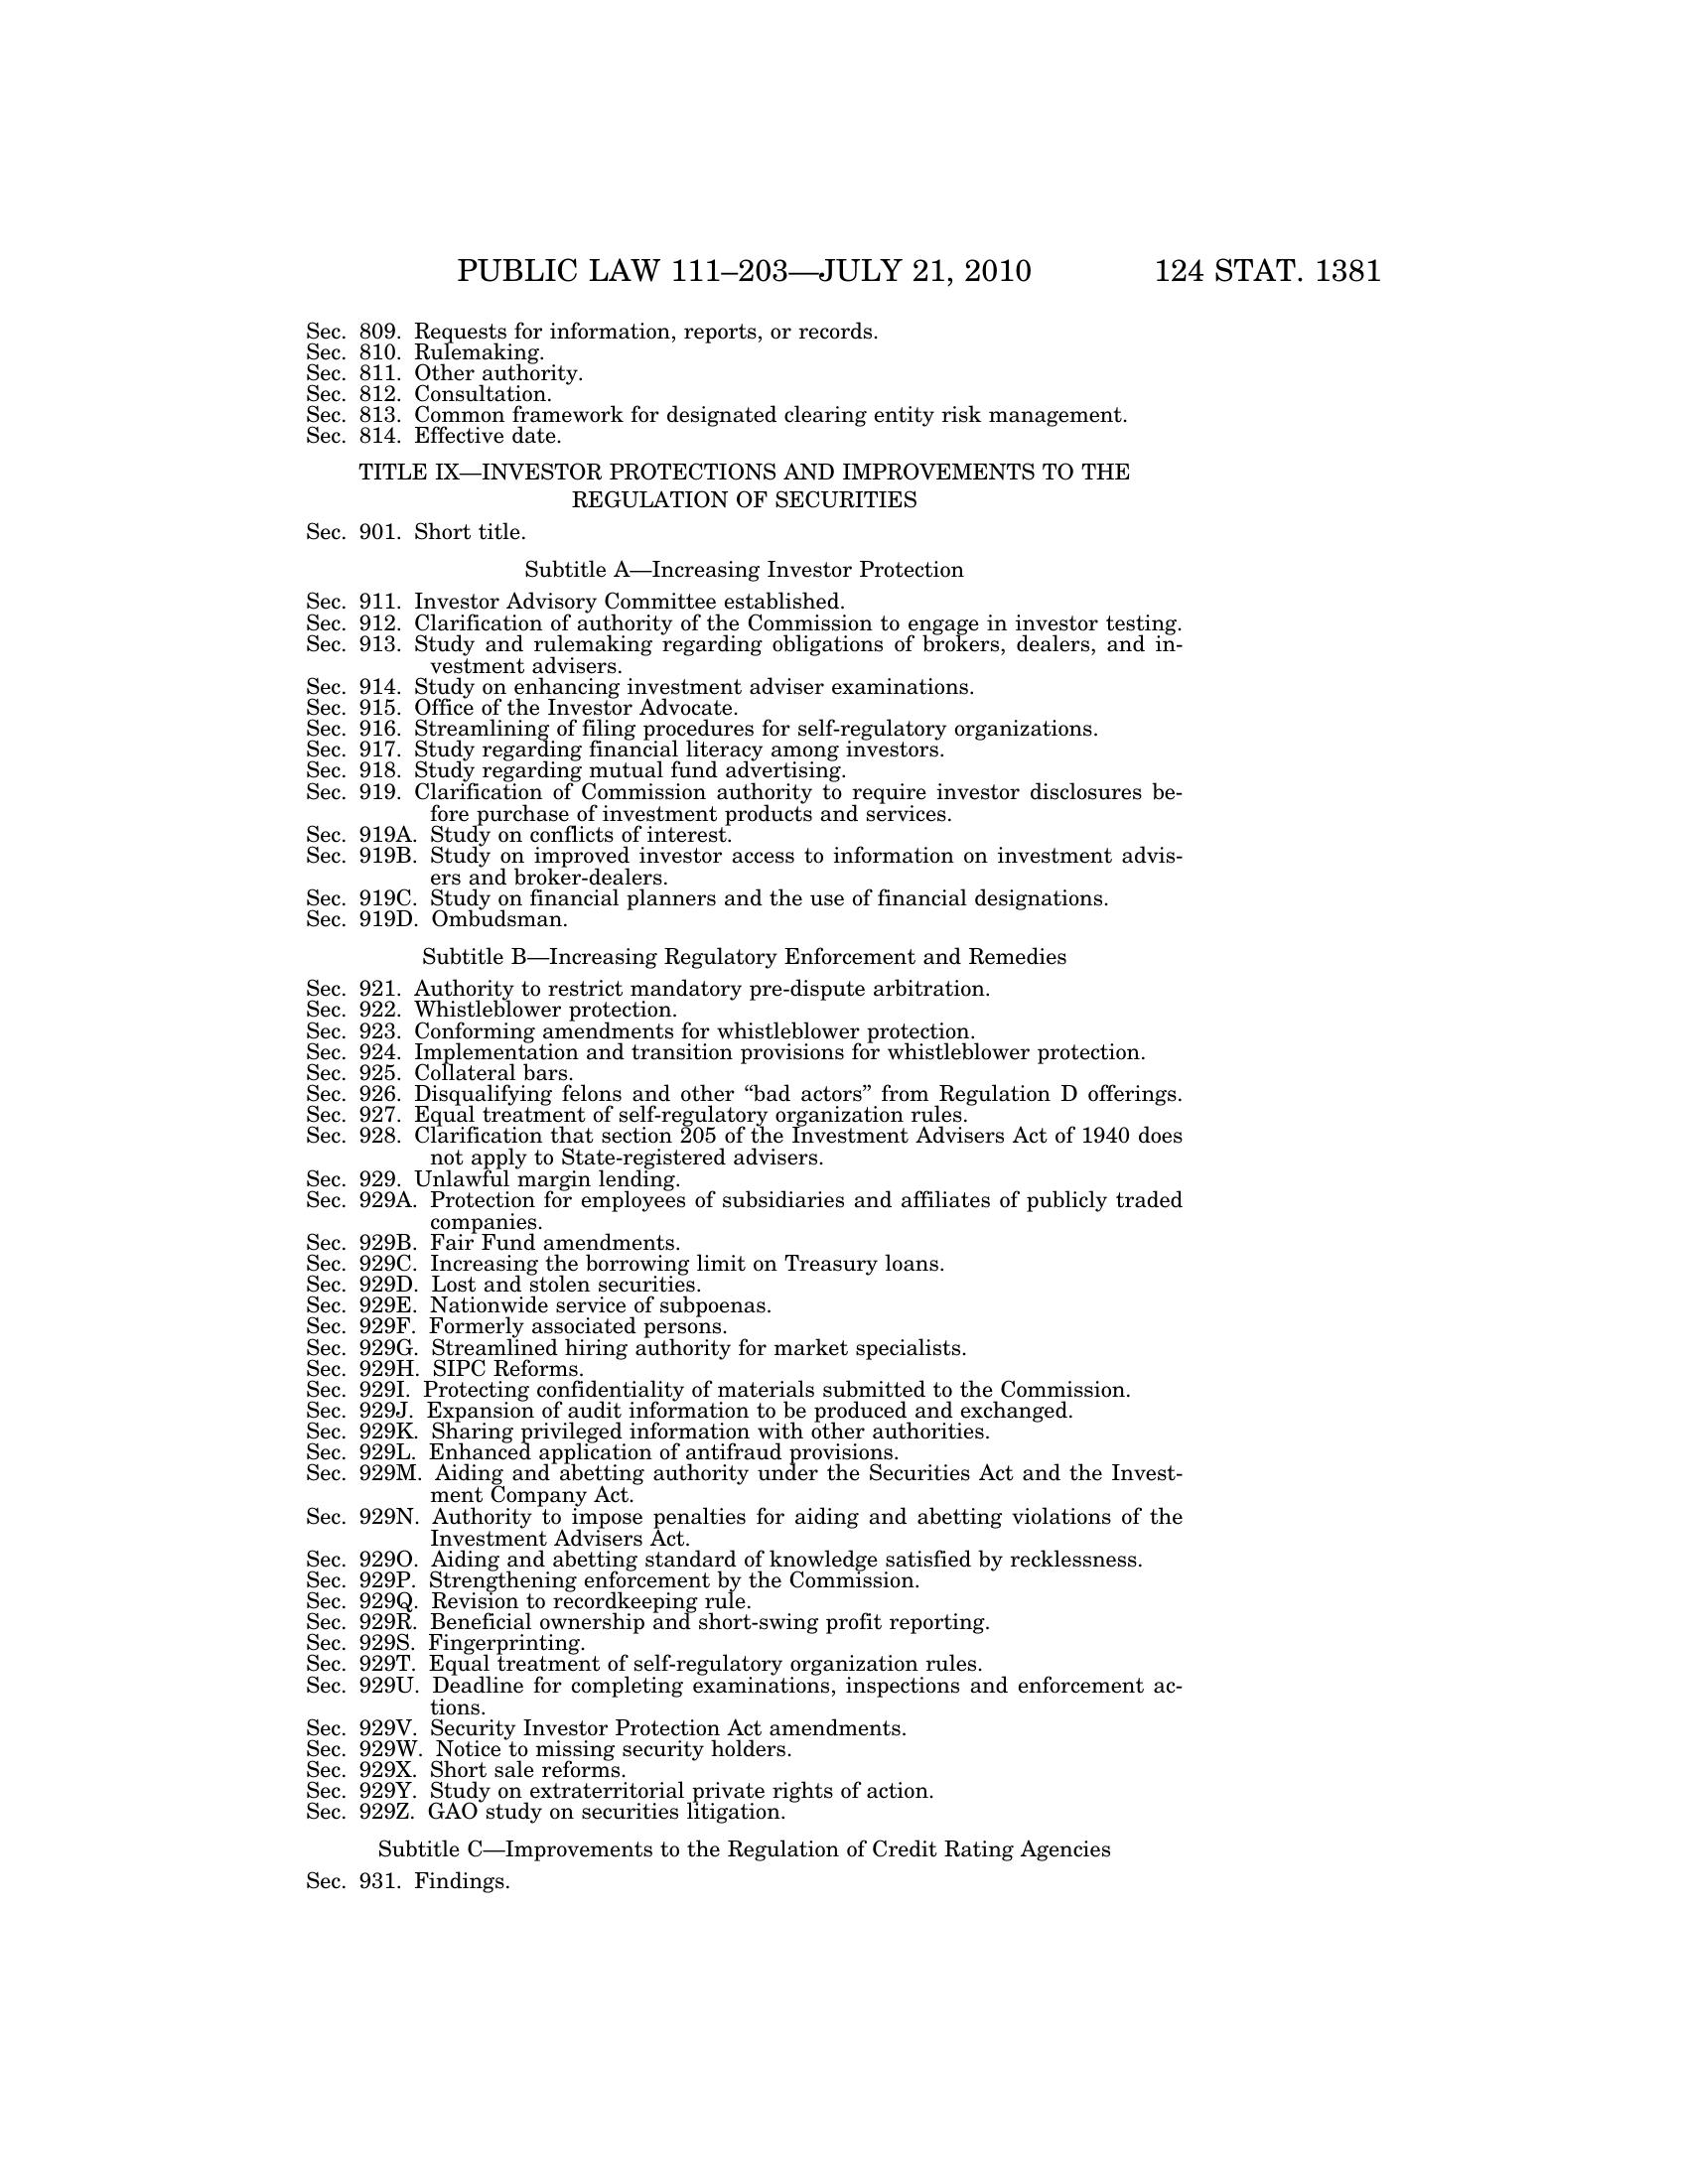 PUBLIC LAW 111–203—JULY 21, 2010 124 STAT. 1381
Sec. 809. Requests for information, reports, or records.
Sec. 810. Rulemaking.
Sec. 811. Other authority.
Sec. 812. Consultation.
Sec. 813. Common framework for designated clearing entity risk management.
Sec. 814. Effective date.
TITLE IX—INVESTOR PROTECTIONS AND IMPROVEMENTS TO THE
REGULATION OF SECURITIES
Sec. 901. Short title.
Subtitle A—Increasing Investor Protection
Sec. 911. Investor Advisory Committee established.
Sec. 912. Clarification of authority of the Commission to engage in investor testing.
Sec. 913. Study and rulemaking regarding obligations of brokers, dealers, and in-
vestment advisers.
Sec. 914. Study on enhancing investment adviser examinations.
Sec. 915. Office of the Investor Advocate.
Sec. 916. Streamlining of filing procedures for self-regulatory organizations.
Sec. 917. Study regarding financial literacy among investors.
Sec. 918. Study regarding mutual fund advertising.
Sec. 919. Clarification of Commission authority to require investor disclosures be-
fore purchase of investment products and services.
Sec. 919A. Study on conflicts of interest.
Sec. 919B. Study on improved investor access to information on investment advis-
ers and broker-dealers.
Sec. 919C. Study on financial planners and the use of financial designations.
Sec. 919D. Ombudsman.
Subtitle B—Increasing Regulatory Enforcement and Remedies
Sec. 921. Authority to restrict mandatory pre-dispute arbitration.
Sec. 922. Whistleblower protection.
Sec. 923. Conforming amendments for whistleblower protection.
Sec. 924. Implementation and transition provisions for whistleblower protection.
Sec. 925. Collateral bars.
Sec. 926. Disqualifying felons and other “bad actors” from Regulation D offerings.
Sec. 927. Equal treatment of self-regulatory organization rules.
Sec. 928. Clarification that section 205 of the Investment Advisers Act of 1940 does
not apply to State-registered advisers.
Sec. 929. Unlawful margin lending.
Sec. 929A. Protection for employees of subsidiaries and affiliates of publicly traded
companies.
Sec. 929B. Fair Fund amendments.
Sec. 929C. Increasing the borrowing limit on Treasury loans.
Sec. 929D. Lost and stolen securities.
Sec. 929E. Nationwide service of subpoenas.
Sec. 929F. Formerly associated persons.
Sec. 929G. Streamlined hiring authority for market specialists.
Sec. 929H. SIPC Reforms.
Sec. 929I. Protecting confidentiality of materials submitted to the Commission.
Sec. 929J. Expansion of audit information to be produced and exchanged.
Sec. 929K. Sharing privileged information with other authorities.
Sec. 929L. Enhanced application of antifraud provisions.
Sec. 929M. Aiding and abetting authority under the Securities Act and the Invest-
ment Company Act.
Sec. 929N. Authority to impose penalties for aiding and abetting violations of the
Investment Advisers Act.
Sec. 929O. Aiding and abetting standard of knowledge satisfied by recklessness.
Sec. 929P. Strengthening enforcement by the Commission.
Sec. 929Q. Revision to recordkeeping rule.
Sec. 929R. Beneficial ownership and short-swing profit reporting.
Sec. 929S. Fingerprinting.
Sec. 929T. Equal treatment of self-regulatory organization rules.
Sec. 929U. Deadline for completing examinations, inspections and enforcement ac-
tions.
Sec. 929V. Security Investor Protection Act amendments.
Sec. 929W. Notice to missing security holders.
Sec. 929X. Short sale reforms.
Sec. 929Y. Study on extraterritorial private rights of action.
Sec. 929Z. GAO study on securities litigation.
Subtitle C—Improvements to the Regulation of Credit Rating Agencies
Sec. 931. Findings.